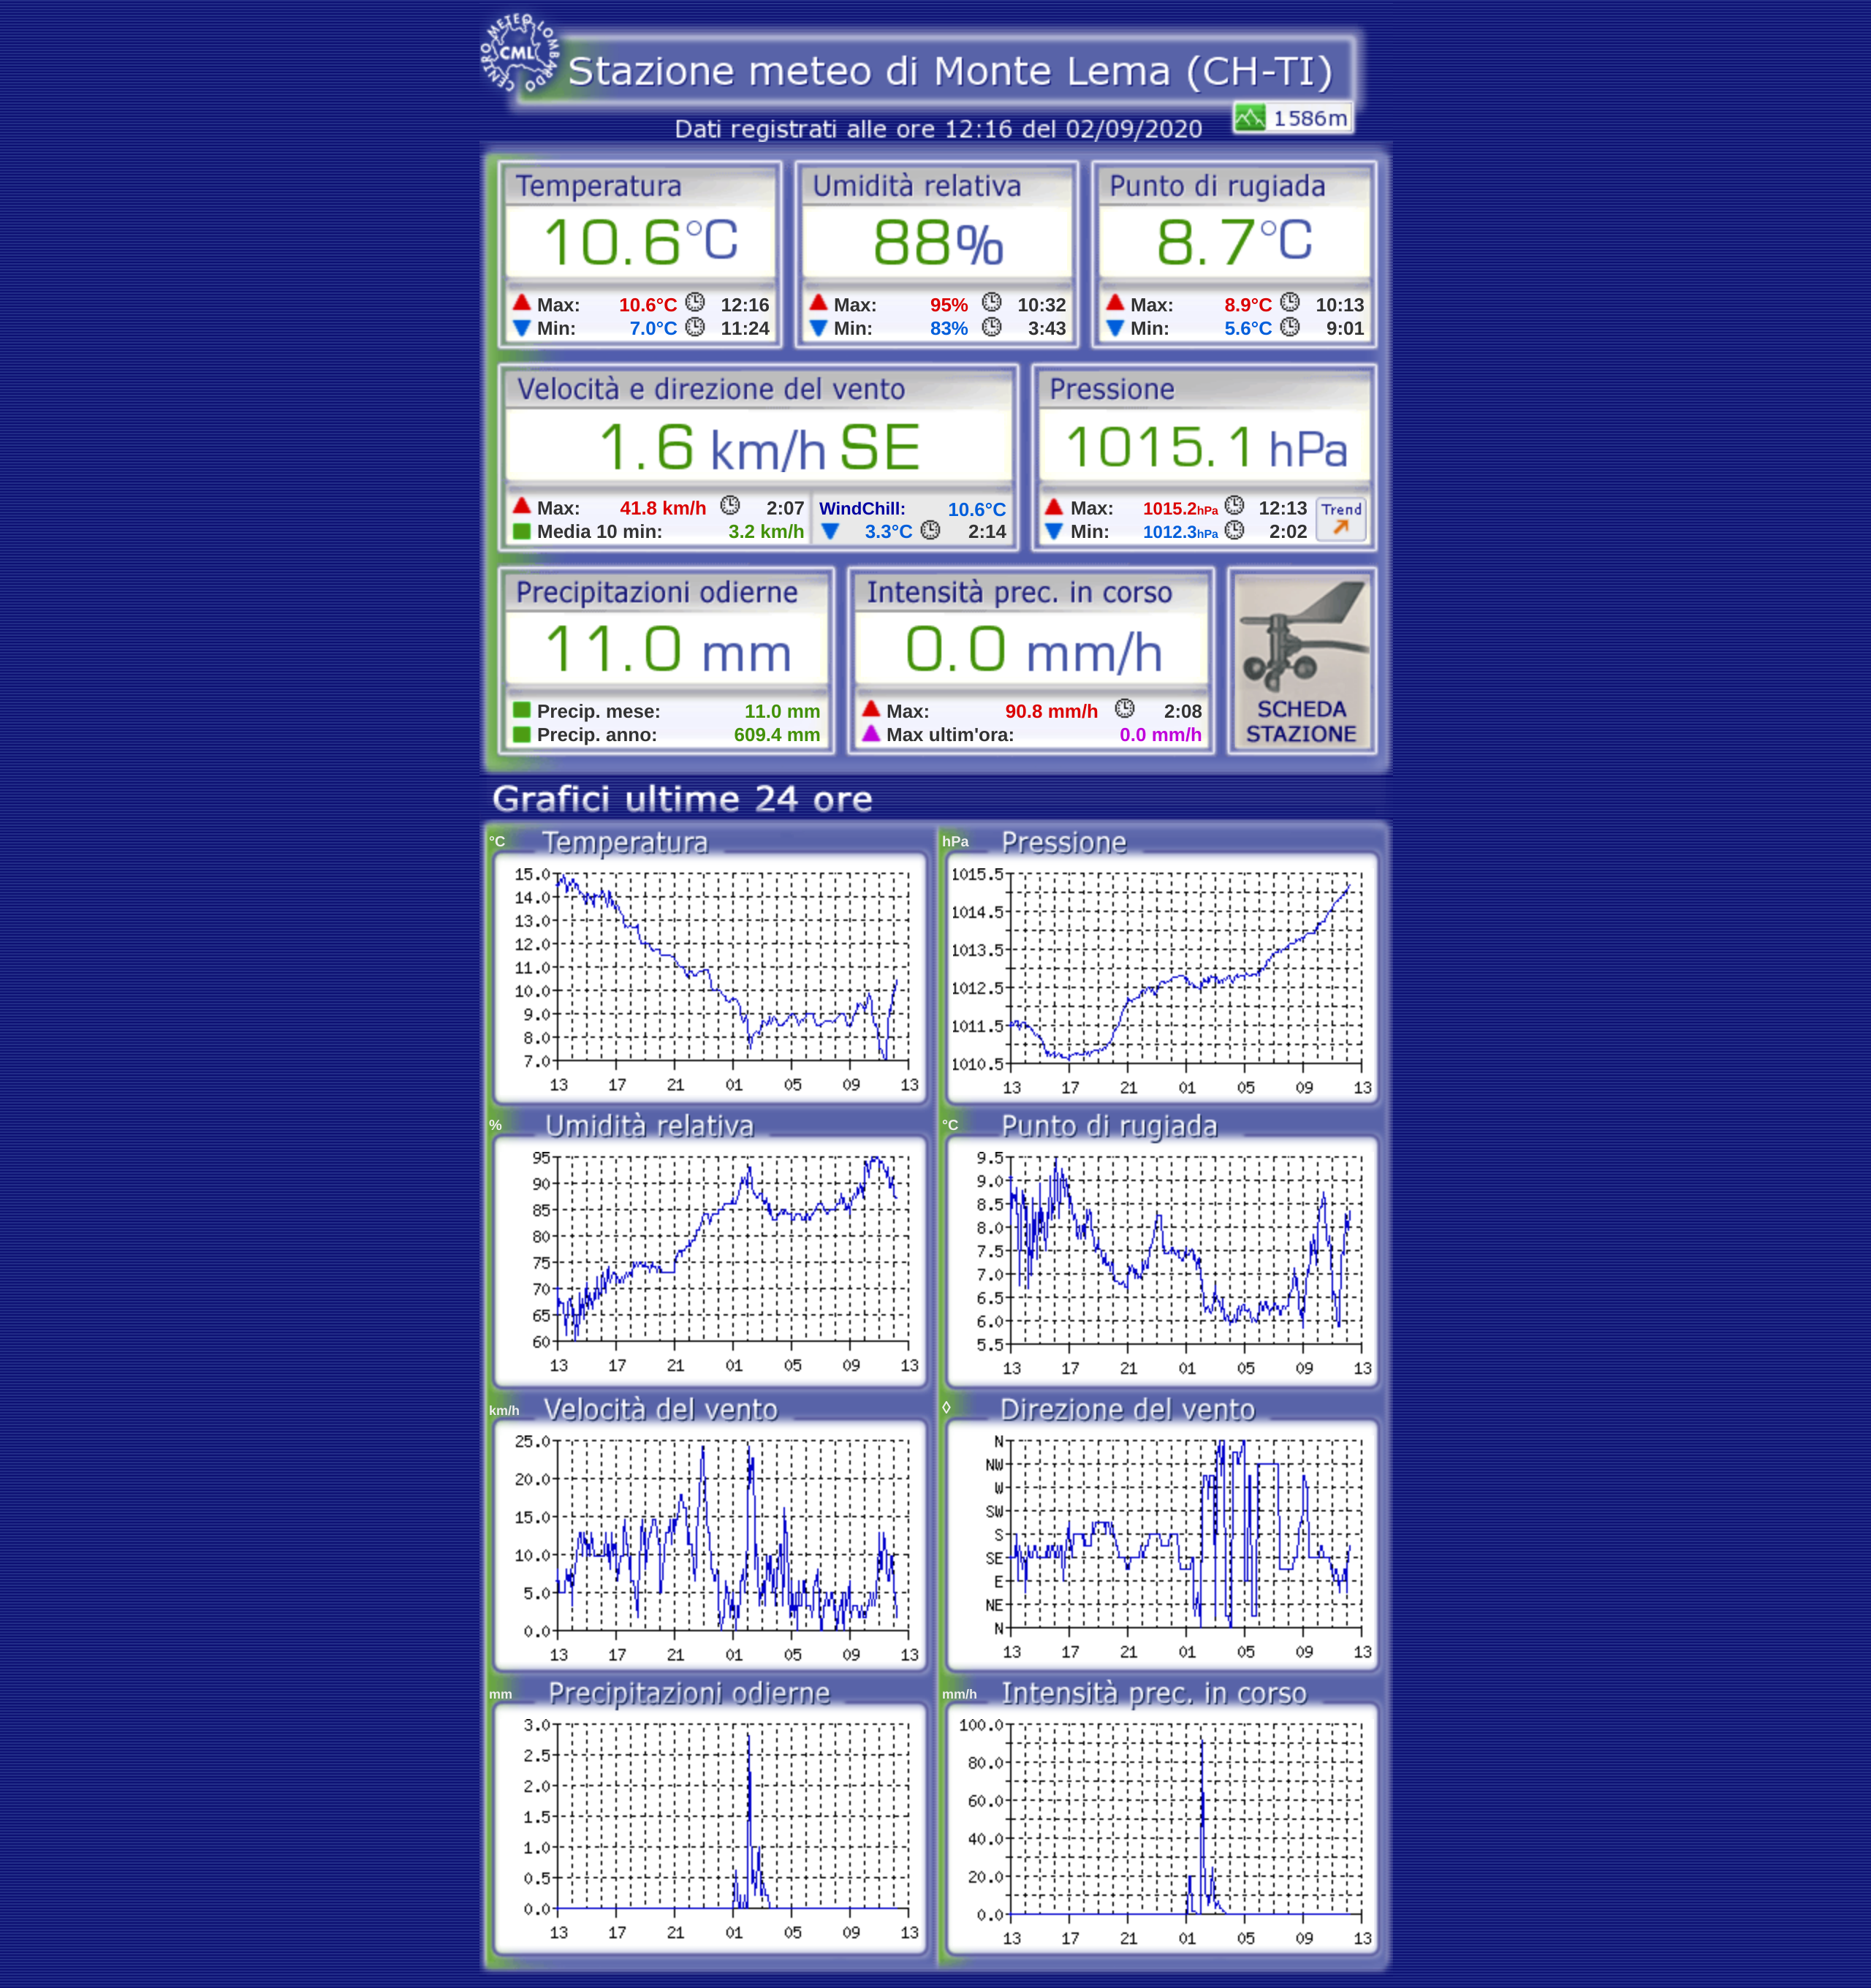 CENTRO METEO LOMBARDO
CML
Stazione meteo di Monte Lema (CH-TI)
1586m
Dati registrati alle ore 12:16 del 02/09/2020
Temperatura Umidità relativa Punto di rugiada
10.6°C 88% 8.7°C
Max: 10.6°C 12:16 Max: 95% 10:32 Max: 8.9°C 10:13
Min: 7.0°C 11:24 Min: 83% 3:43 Min: 5.6°C 9:01
Velocità e direzione del vento Pressione
1.6 km/h SE 1015.1 hPa
Max: 41.8 km/h 2:07 WindChill: 10.6°C Max: 1015.2hPa 12:13 Trend
Media 10 min: 3.2 km/h 3.3°C 2:14 Min: 1012.3hPa 2:02
Precipitazioni odierne Intensità prec. in corso
11.0 mm 0.0 mm/h
Precip. mese: 11.0 mm Max: 90.8 mm/h 2:08 SCHEDA
Precip. anno: 609.4 mm Max ultim'ora: 0.0 mm/h STAZIONE
Grafici ultime 24 ore
°C Temperatura
15.0
14.0
13.0
12.0
11.0
10.0
9.0
8.0
7.0
13 17 21 01 05 09 13
hPa Pressione
1015.5
1014.5
1013.5
1012.5
1011.5
1010.5
13 17 21 01 05 09 13
% Umidità relativa
95
90
85
80
75
70
65
60
13 17 21 01 05 09 13
°C Punto di rugiada
9.5
9.0
8.5
8.0
7.5
7.0
6.5
6.0
5.5
13 17 21 01 05 09 13
km/h Velocità del vento
25.0
20.0
15.0
10.0
5.0
0.0
13 17 21 01 05 09 13
◊ Direzione del vento
N
NW
W
SW
S
SE
E
NE
N
13 17 21 01 05 09 13
mm Precipitazioni odierne
3.0
2.5
2.0
1.5
1.0
0.5
0.0
13 17 21 01 05 09 13
mm/h Intensità prec. in corso
100.0
80.0
60.0
40.0
20.0
0.0
13 17 21 01 05 09 13